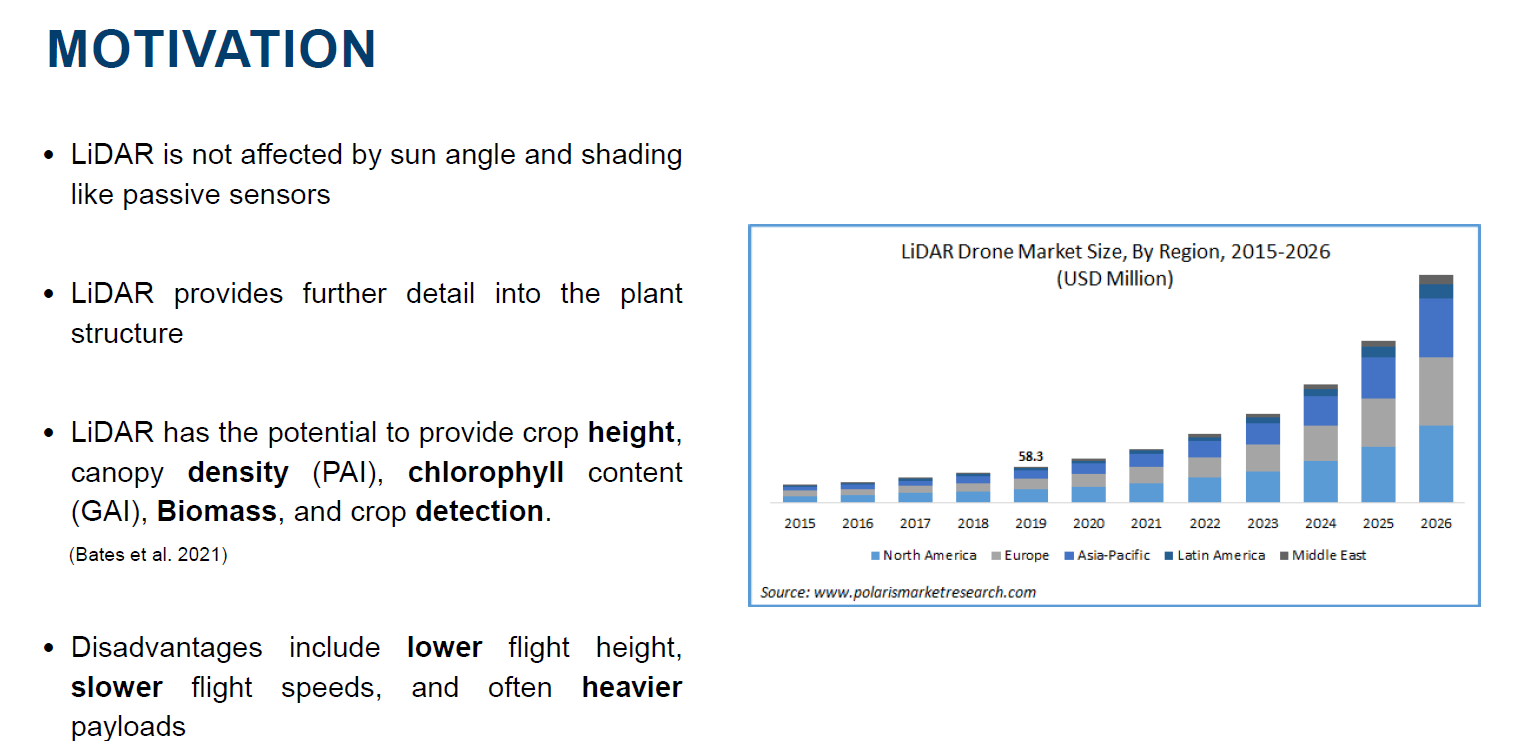 MOTIVATION
• LiDAR is not affected by sun angle and shading
like passive sensors
• LiDAR provides further detail into the plant
structure
• LiDAR has the potential to provide crop height,
canopy density (PAI), chlorophyll content
(GAI), Biomass, and crop detection.
(Bates et al. 2021)
• Disadvantages include lower flight height,
slower flight speeds, and often heavier
payloads
LiDAR Drone Market Size, By Region, 2015-2026
(USD Million)
58.3
2015 2016 2017 2018 2019 2020 2021 2022 2023 2024 2025 2026
North America Europe Asia-Pacific Latin America Middle East
Source: www.polarismarketresearch.com